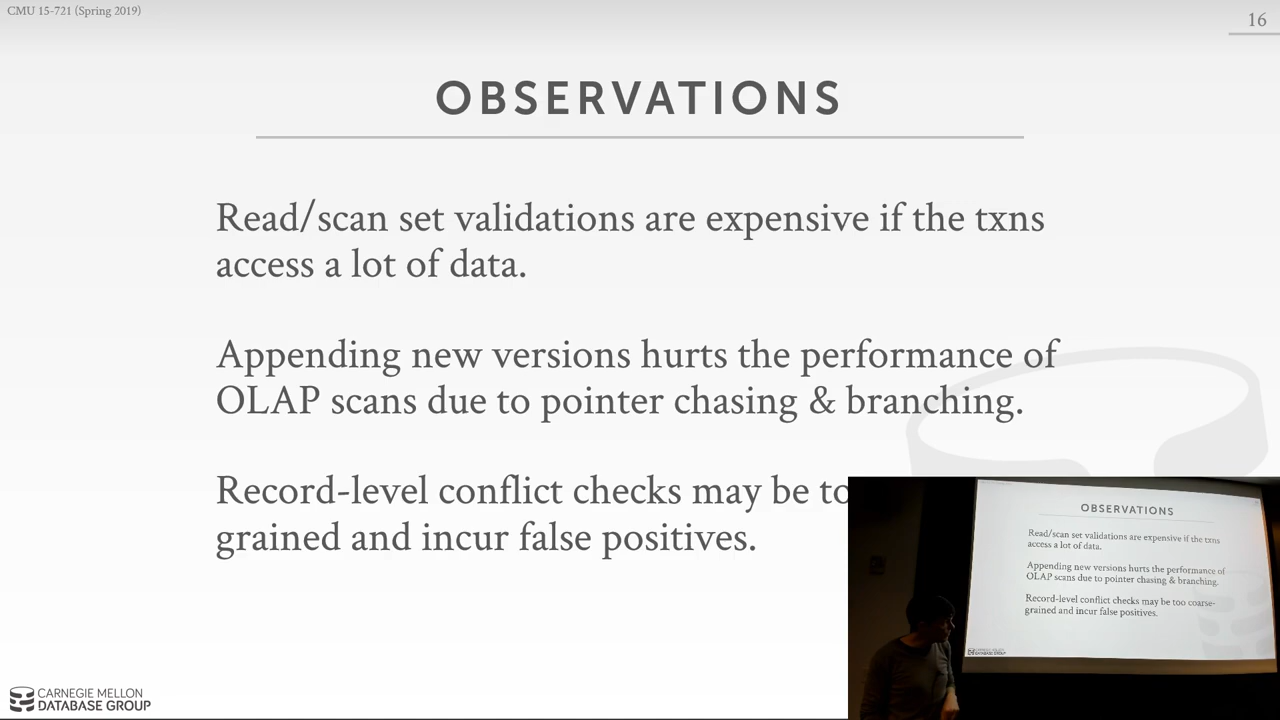 CMU 15-721 (Spring 2019)
16
OBSERVATIONS
Read/scan set validations are expensive if the txns
access a lot of data.
Appending new versions hurts the performance of
OLAP scans due to pointer chasing & branching.
Record-level conflict checks may be to
grained and incur false positives.
CARNEGIE MELLON
DATABASE GROUP
OBSERVATIONS
Read/scan set validations are expensive if the txns
access a lot of data.
Appending new versions hurts the performance of
OLAP scans due to pointer chasing & branching.
Record-level conflict checks may be too coarse-
grained and incur false positives.
CARNEGIE MELLON
DATABASE GROUP